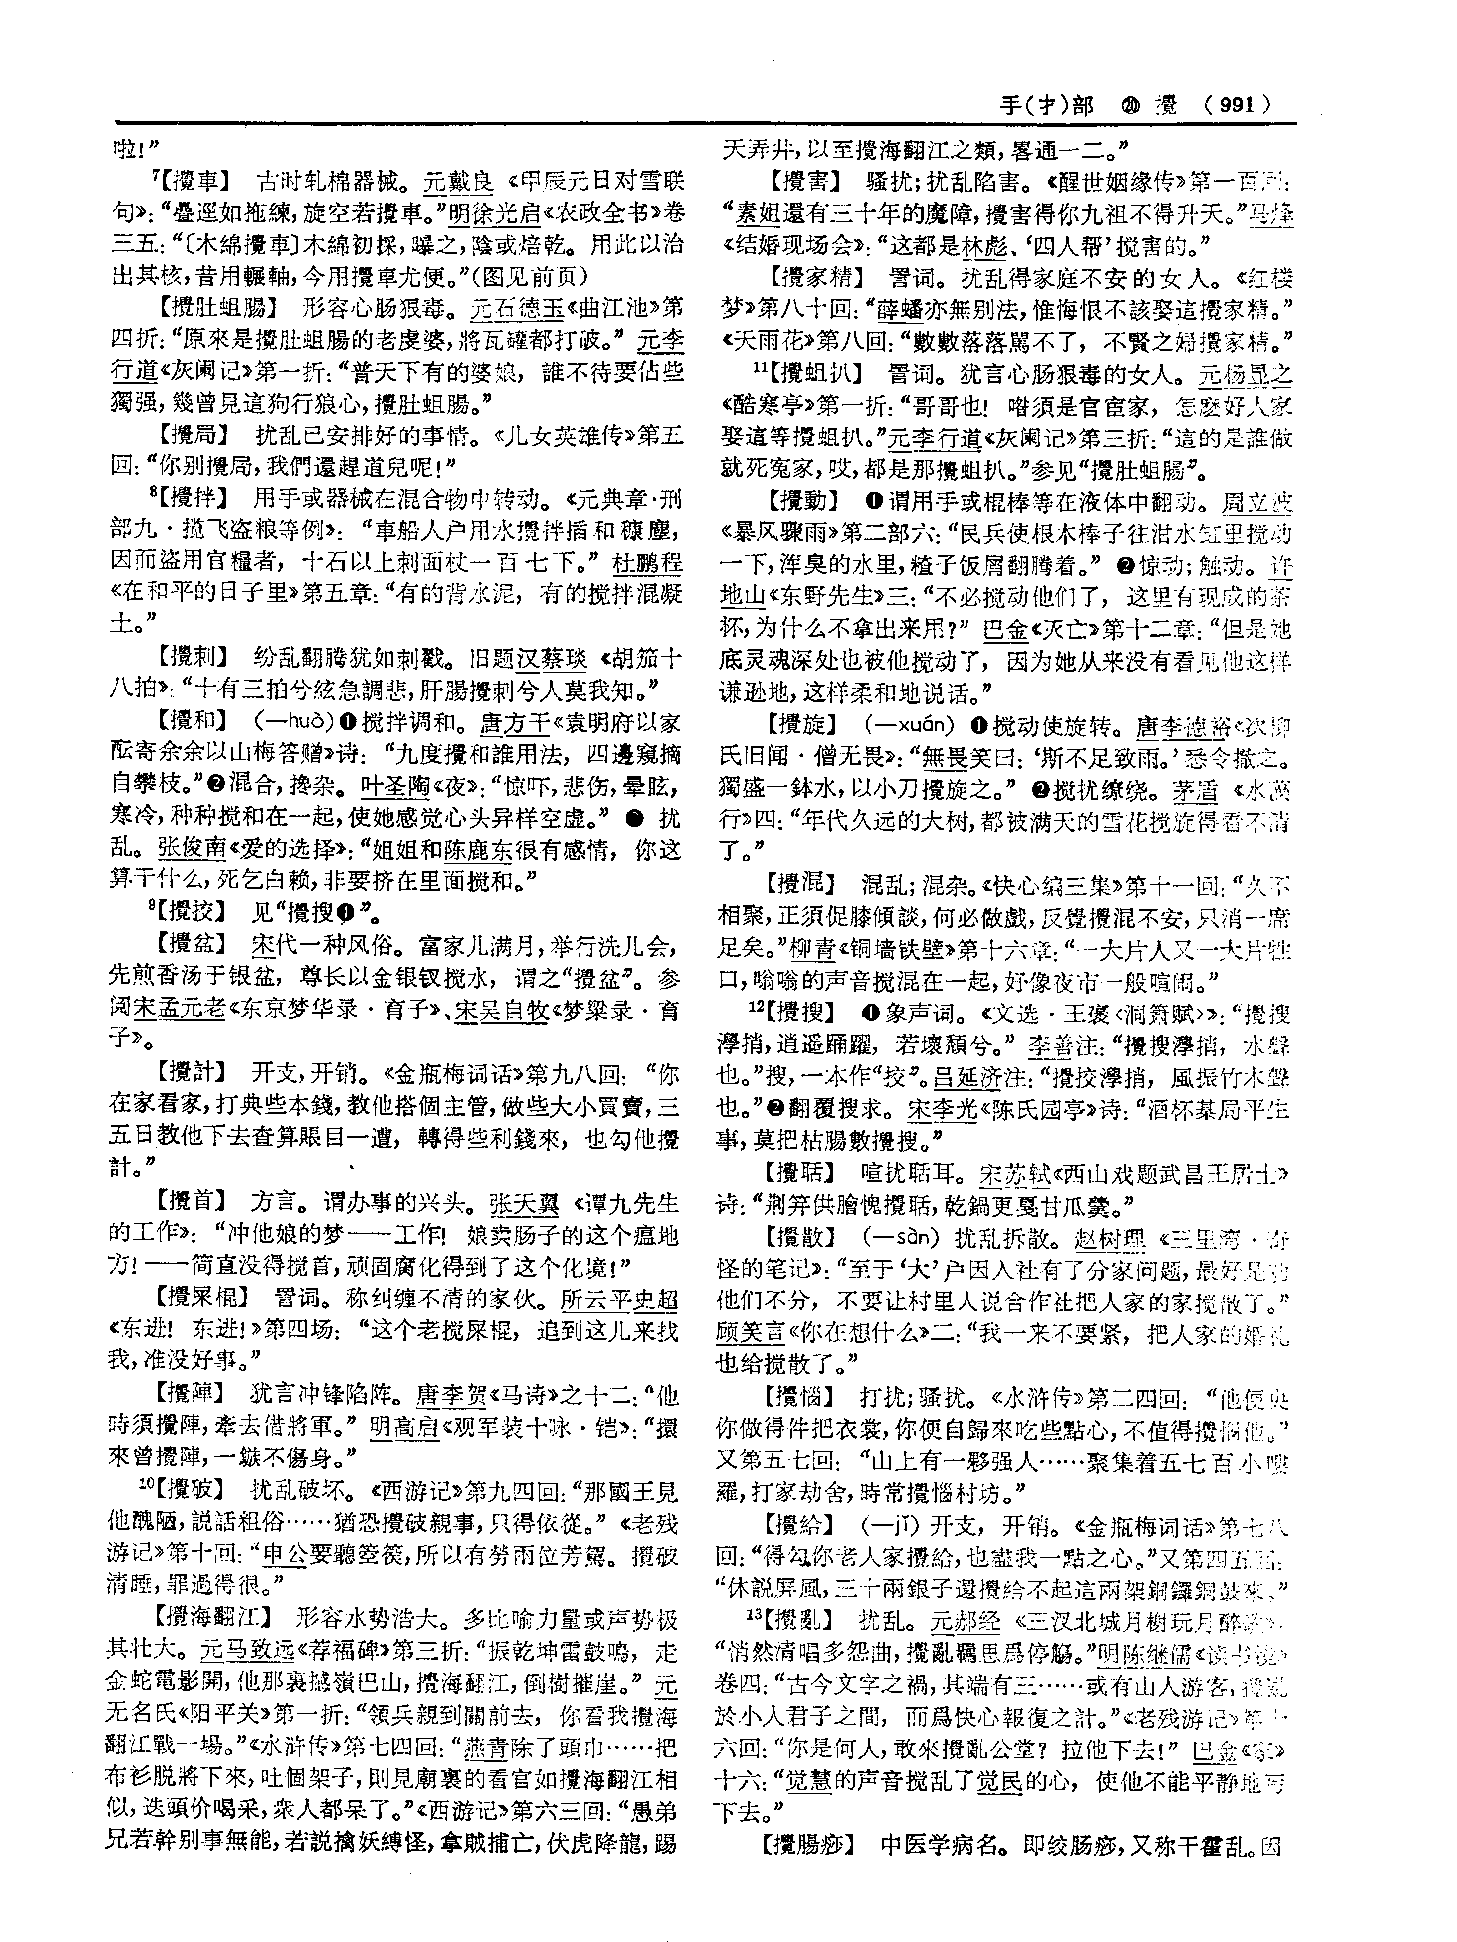 手(扌)部 ⑳ 攪 (991)
啦!”
⁷【攪車】 古时轧棉器械。元戴良《甲辰元日对雪联
句》:“疊遝如拖練,旋空若攪車。”明徐光启《农政全书》卷
三五:“〔木綿攪車〕木綿初採,曝之,陰或焙乾。用此以治
出其核,昔用輾軸,今用攪車尤便。”(图见前页)
【攪肚蛆腸】 形容心肠狠毒。元石德玉《曲江池》第
四折:“原來是攪肚蛆腸的老虔婆,將瓦罐都打破。”元李
行道《灰阑记》第一折:“普天下有的婆娘,誰不待要佔些
獨强,幾曾見這狗行狼心,攪肚蛆腸。”
【攪局】 扰乱已安排好的事情。《儿女英雄传》第五
回:“你别攪局,我們還趕道兒呢!”
⁸【攪拌】 用手或器械在混合物中转动。《元典章·刑
部九·揽飞盗粮等例》:“車船人户用水攪拌插和穅塵,
因而盜用官糧者,十石以上刺面杖一百七下。”杜鹏程
《在和平的日子里》第五章:“有的背水泥,有的搅拌混凝
土。”
【攪刺】 纷乱翻腾犹如刺戳。旧题汉蔡琰《胡笳十
八拍》:“十有三拍兮絃急調悲,肝腸攪刺兮人莫我知。”
【攪和】 (—huò)❶搅拌调和。唐方干《袁明府以家
酝寄余余以山梅答赠》诗:“九度攪和誰用法,四邊窺摘
自攀枝。”❷混合,搀杂。叶圣陶《夜》:“惊吓,悲伤,晕眩,
寒冷,种种搅和在一起,使她感觉心头异样空虚。”● 扰
乱。张俊南《爱的选择》:“姐姐和陈鹿东很有感情,你这
算干什么,死乞白赖,非要挤在里面搅和。”
⁹【攪挍】 见“攪搜❶”。
【攪盆】 宋代一种风俗。富家儿满月,举行洗儿会,
先煎香汤于银盆,尊长以金银钗搅水,谓之“攪盆”。参
阅宋孟元老《东京梦华录·育子》、宋吴自牧《梦粱录·育
子》。
【攪計】 开支,开销。《金瓶梅词话》第九八回:“你
在家看家,打典些本錢,教他搭個主管,做些大小買賣,三
五日教他下去查算賬目一遭,轉得些利錢來,也勾他攪
計。”
【攪首】 方言。谓办事的兴头。张天翼《谭九先生
的工作》:“冲他娘的梦——工作!娘卖肠子的这个瘟地
方!——简直没得搅首,顽固腐化得到了这个化境!”
【攪屎棍】 詈词。称纠缠不清的家伙。所云平史超
《东进!东进!》第四场:“这个老搅屎棍,追到这儿来找
我,准没好事。”
【攪陣】 犹言冲锋陷阵。唐李贺《马诗》之十二:“他
時須攪陣,牽去借將軍。”明高启《观军装十咏·铠》:“擐
來曾攪陣,一鏃不傷身。”
¹⁰【攪破】 扰乱破坏。《西游记》第九四回:“那國王見
他醜陋,説話粗俗……猶恐攪破親事,只得依從。”《老残
游记》第十回:“申公要聽箜篌,所以有勞兩位芳駕。攪破
清睡,罪過得很。”
【攪海翻江】 形容水势浩大。多比喻力量或声势极
其壮大。元马致远《荐福碑》第三折:“振乾坤雷鼓鳴,走
金蛇電影開,他那裏撼嶺巴山,攪海翻江,倒樹摧崖。”元
无名氏《阳平关》第一折:“領兵親到關前去,你看我攪海
翻江戰一場。”《水浒传》第七四回:“燕青除了頭巾……把
布衫脱將下來,吐個架子,則見廟裏的看官如攪海翻江相
似,迭頭价喝采,衆人都呆了。”《西游记》第六三回:“愚弟
兄若幹别事無能,若説擒妖縛怪,拿賊捕亡,伏虎降龍,踢
天弄井,以至攪海翻江之類,畧通一二。”
【攪害】 骚扰;扰乱陷害。《醒世姻缘传》第一百回:
“素姐還有三十年的魔障,攪害得你九祖不得升天。”马烽
《结婚现场会》:“这都是林彪、‘四人帮’搅害的。”
【攪家精】 詈词。扰乱得家庭不安的女人。《红楼
梦》第八十回:“薛蟠亦無别法,惟悔恨不該娶這攪家精。”
《天雨花》第八回:“數數落落駡不了,不賢之婦攪家精。”
¹¹【攪蛆扒】 詈词。犹言心肠狠毒的女人。元杨显之
《酷寒亭》第一折:“哥哥也!喒須是官宦家,怎麽好人家
娶這等攪蛆扒。”元李行道《灰阑记》第三折:“這的是誰做
就死寃家,哎,都是那攪蛆扒。”参见“攪肚蛆腸”。
【攪動】 ❶谓用手或棍棒等在液体中翻动。周立波
《暴风骤雨》第二部六:“民兵使根木棒子往泔水缸里搅动
一下,浑臭的水里,糌子饭屑翻腾着。”❷惊动;触动。许
地山《东野先生》三:“不必搅动他们了,这里有现成的茶
杯,为什么不拿出来用?”巴金《灭亡》第十二章:“但是她
底灵魂深处也被他搅动了,因为她从来没有看见他这样
谦逊地,这样柔和地说话。”
【攪旋】 (—xuán)❶搅动使旋转。唐李德裕《次柳
氏旧闻·僧无畏》:“無畏笑曰:‘斯不足致雨。’悉令撤之。
獨盛一鉢水,以小刀攪旋之。”❷搅扰缭绕。茅盾《水藻
行》四:“年代久远的大树,都被满天的雪花搅旋得看不清
了。”
【攪混】 混乱;混杂。《快心编三集》第十一回:“久不
相聚,正須促膝傾談,何必做戲,反覺攪混不安,只消一席
足矣。”柳青《铜墙铁壁》第十六章:“一大片人又一大片牲
口,嗡嗡的声音搅混在一起,好像夜市一般喧闹。”
¹²【攪搜】 ❶象声词。《文选·王褒〈洞箫赋〉》:“攪搜
㶅捎,逍遥踊躍,若壞頽兮。”李善注:“攪搜㶅捎,水聲
也。”搜,一本作“挍”。吕延济注:“攪挍㶅捎,風振竹木聲
也。”❷翻覆搜求。宋李光《陈氏园亭》诗:“酒杯棊局平生
事,莫把枯腸數攪搜。”
【攪聒】 喧扰聒耳。宋苏轼《西山戏题武昌王居士》
诗:“荆笄供膾愧攪聒,乾鍋更戛甘瓜羹。”
【攪散】 (—sàn)扰乱拆散。赵树理《三里湾·奇
怪的笔记》:“至于‘大’户因入社有了分家问题,最好是劝
他们不分,不要让村里人说合作社把人家的家搅散了。”
顾笑言《你在想什么》二:“我一来不要紧,把人家的婚礼
也给搅散了。”
【攪惱】 打扰;骚扰。《水浒传》第二四回:“他便央
你做得件把衣裳,你便自歸來吃些點心,不值得攪惱他。”
又第五七回:“山上有一夥强人……聚集着五七百小嘍
羅,打家劫舍,時常攪惱村坊。”
【攪給】 (—jǐ)开支,开销。《金瓶梅词话》第七八
回:“得勾你老人家攪給,也盡我一點之心。”又第四五回:
“休説屏風,三十兩銀子還攪給不起這兩架銅鑼銅鼓來。”
¹³【攪亂】 扰乱。元郝经《三汊北城月榭玩月醉歌》:
“悄然清唱多怨曲,攪亂羈思爲停觴。”明陈继儒《读书镜》
卷四:“古今文字之禍,其端有三……或有山人游客,攪亂
於小人君子之間,而爲快心報復之計。”《老残游记》第十
六回:“你是何人,敢來攪亂公堂?拉他下去!”巴金《家》
十六:“觉慧的声音搅乱了觉民的心,使他不能平静地写
下去。”
【攪腸痧】 中医学病名。即绞肠痧,又称干霍乱。因